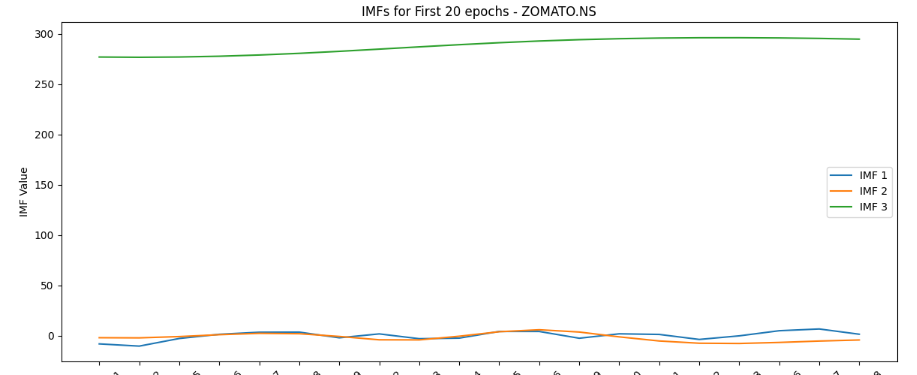 IMFs for First 20 epochs - ZOMATO.NS
300
250
200
150
100
50
0
IMF Value
IMF 1
IMF 2
IMF 3